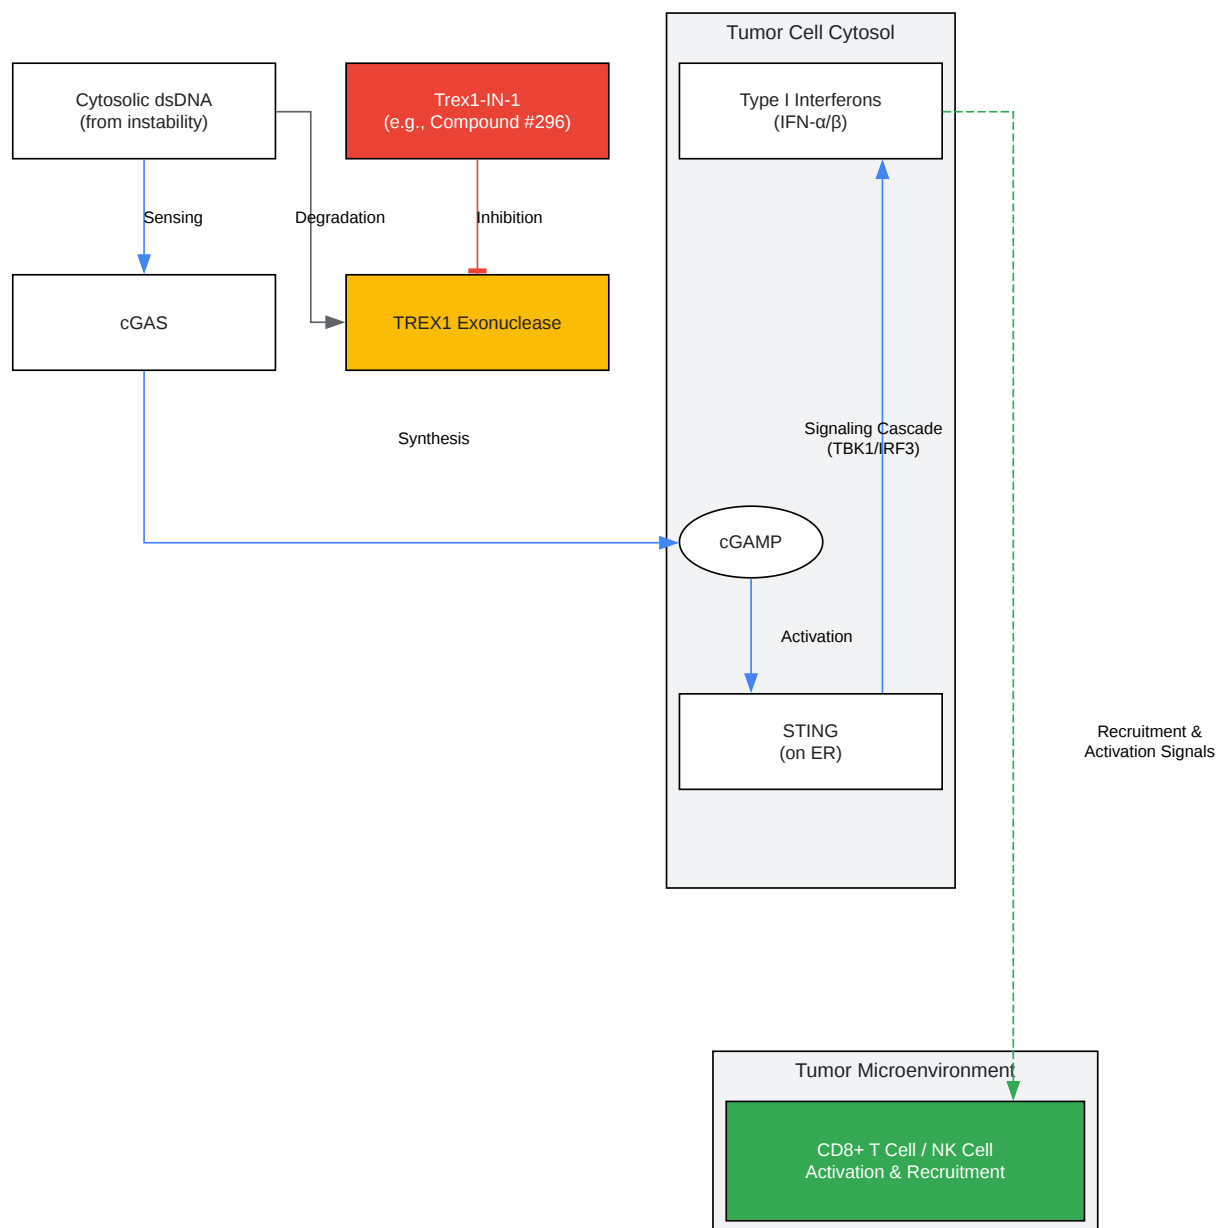 Tumor Cell Cytosol
Cytosolic dsDNA
(from instability)
Trex1-IN-1
(e.g., Compound #296)
Type I Interferons
(IFN-α/β)
Sensing
Degradation
Inhibition
cGAS
TREX1 Exonuclease
Synthesis
Signaling Cascade
(TBK1/IRF3)
cGAMP
Activation
STING
(on ER)
Recruitment &
Activation Signals
Tumor Microenvironment
CD8+ T Cell / NK Cell
Activation & Recruitment